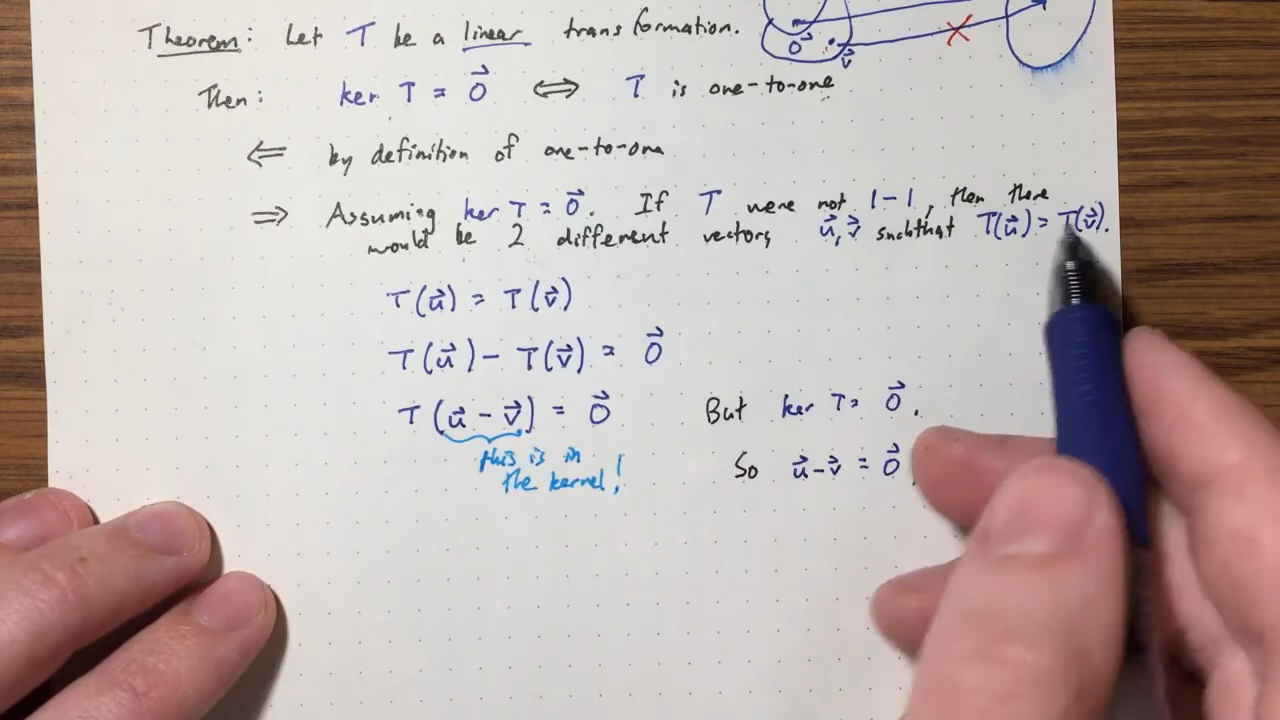 Theorem: Let T be a linear transformation.
0⃗ v⃗
Then: ker T = 0⃗ ⟺ T is one-to-one
⇐ by definition of one-to-one
⇒ Assuming ker T = 0⃗. If T were not 1-1, then there
would be 2 different vectors u⃗, v⃗ such that T(u⃗) = T(v⃗).
T(u⃗) = T(v⃗)
T(u⃗) - T(v⃗) = 0⃗
T(u⃗ - v⃗) = 0⃗ But ker T = 0⃗.
this is in
the kernel!
So u⃗ - v⃗ = 0⃗